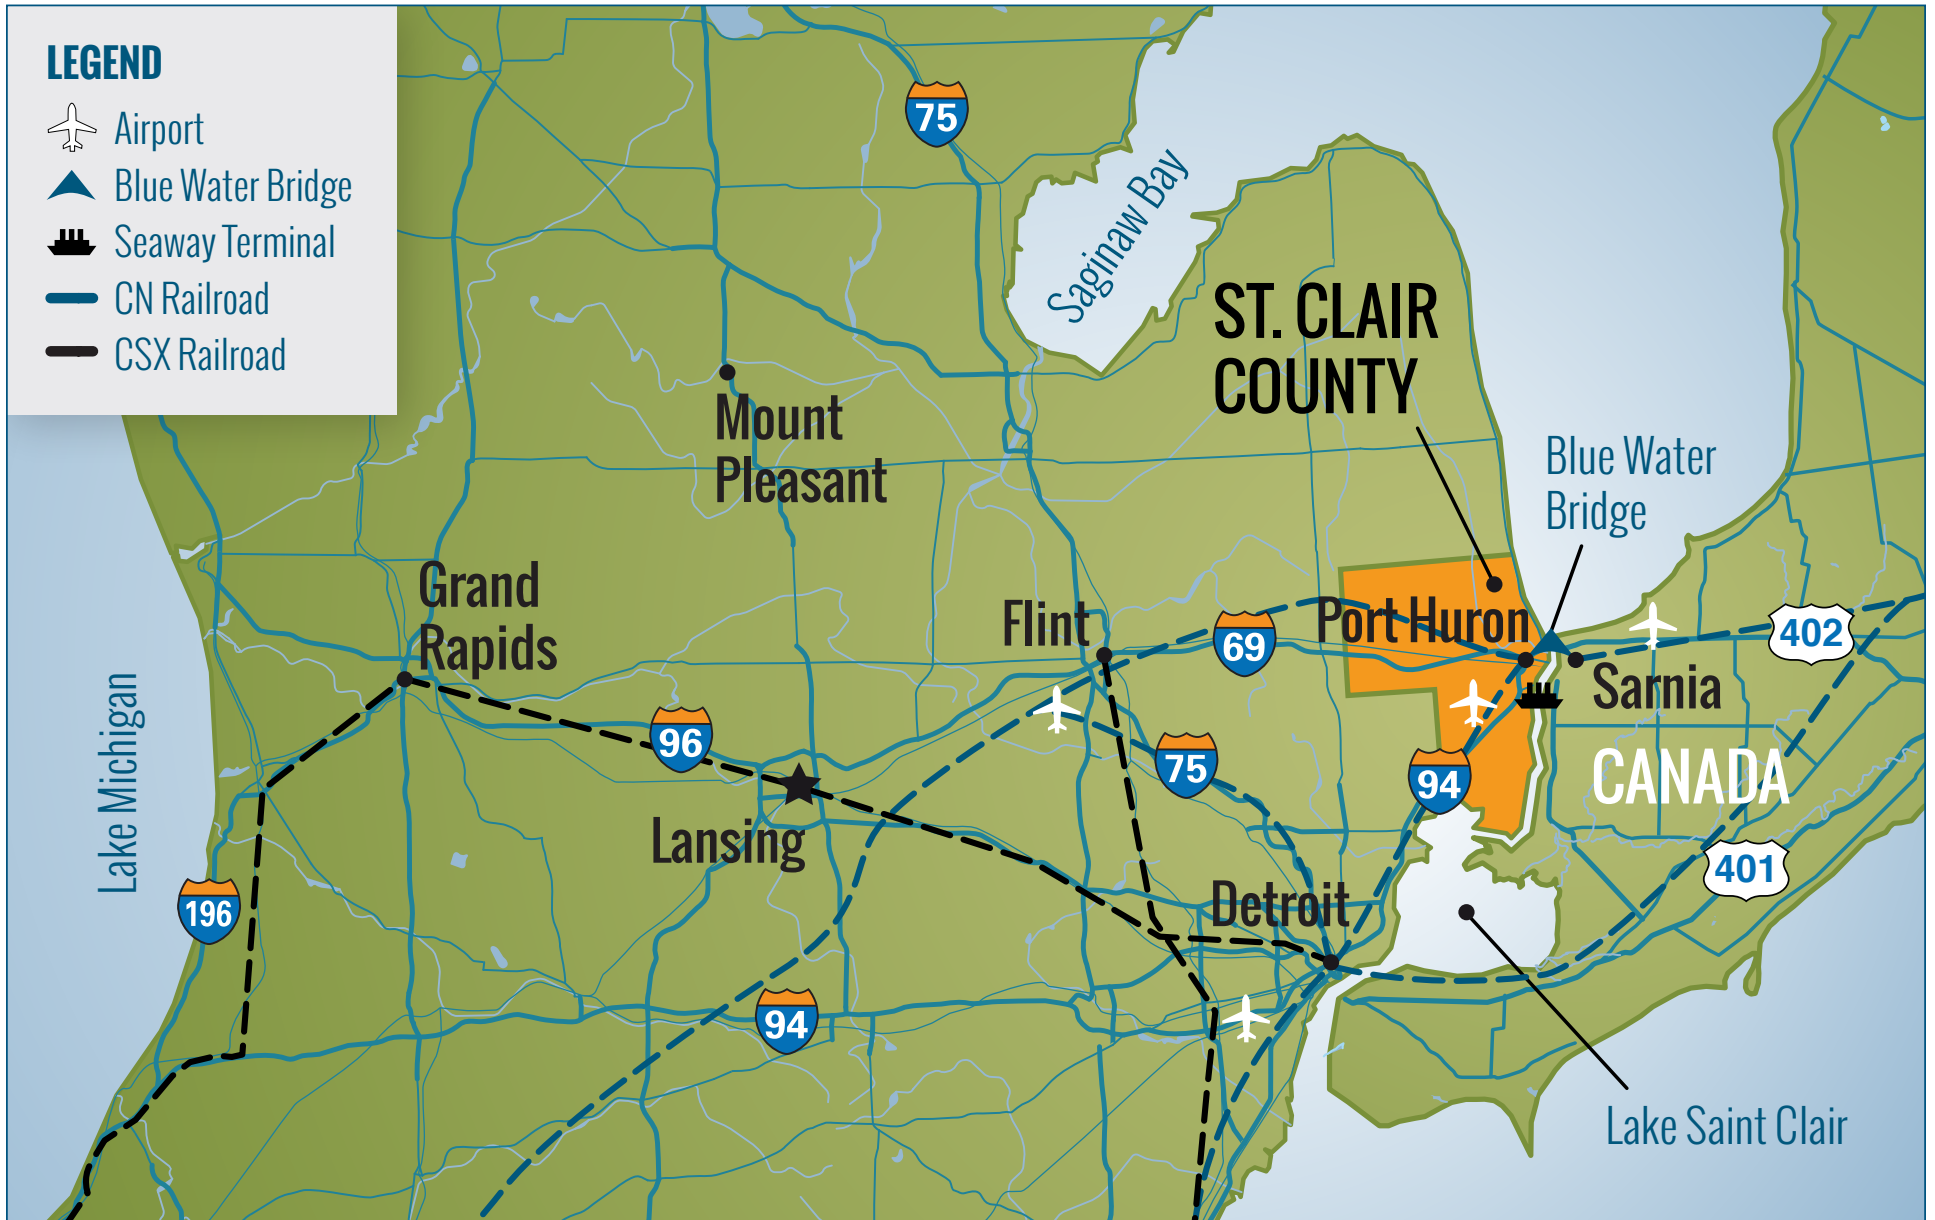 LEGEND
Airport
Blue Water Bridge
Seaway Terminal
CN Railroad
CSX Railroad
75
Saginaw Bay
ST. CLAIR
COUNTY
Mount
Pleasant
Blue Water
Bridge
Grand
Rapids
Flint
69
Port Huron
402
Sarnia
Lake Michigan
96
75
94
CANADA
Lansing
401
196
Detroit
94
Lake Saint Clair